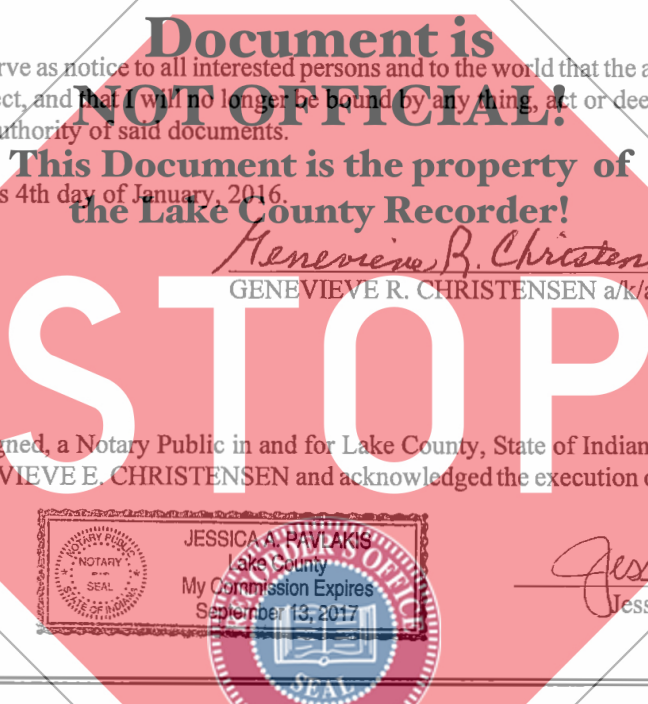 Document is
rve as notice to all interested persons and to the world that the a
NOT OFFICIAL!
ect, and that I will no longer be bound by any thing, act or dee
uthority of said documents.
This Document is the property of
s 4th day of January, 2016.
the Lake County Recorder!
Genevieve R. Christen
GENEVIEVE R. CHRISTENSEN a/k/a
STOP
gned, a Notary Public in and for Lake County, State of Indian
VIEVE E. CHRISTENSEN and acknowledged the execution o
NOTARY PUBLIC
NOTARY
SEAL
STATE OF INDIANA
JESSICA A. PAVLAKIS
Lake County
My Commission Expires
September 13, 2017
OFFICE
SEAL
Jess
Jess